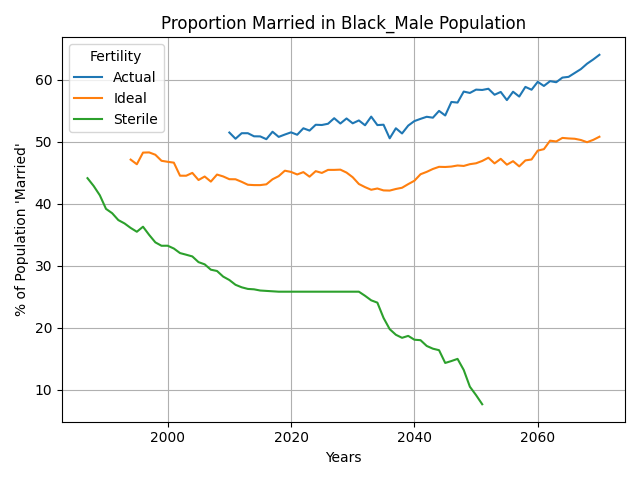 Proportion Married in Black_Male Population
Fertility
Actual
Ideal
Sterile
% of Population 'Married'
60
50
40
30
20
10
2000
2020
2040
2060
Years